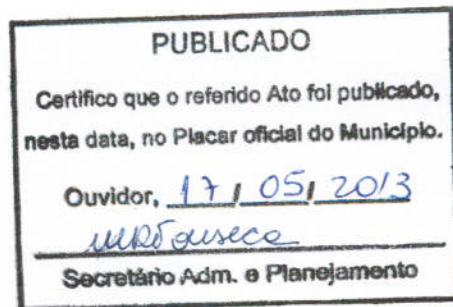 PUBLICADO
Certifico que o referido Ato foi publicado,
nesta data, no Placar oficial do Município.
Ouvidor, 17 / 05 / 2013
Secretário Adm. e Planejamento